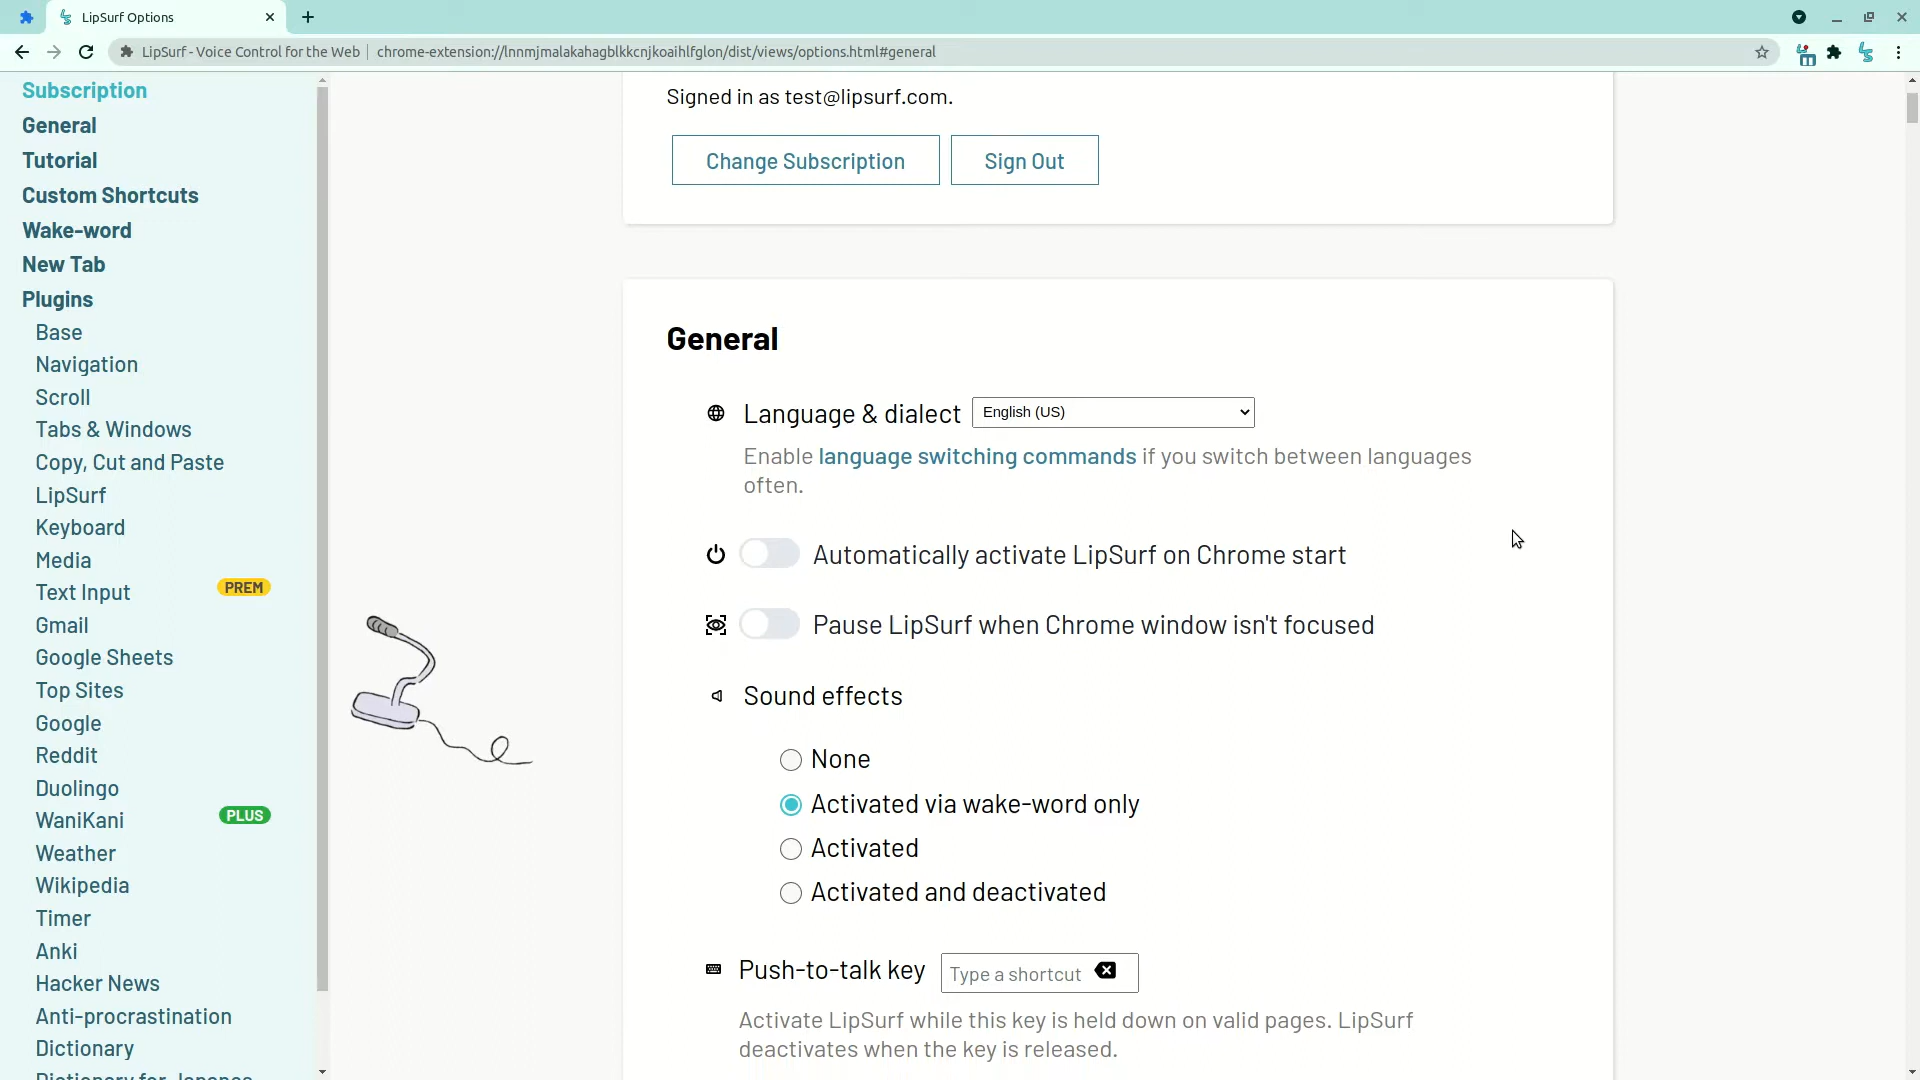 LipSurf Options
LipSurf - Voice Control for the Web | chrome-extension://lnnmjmalakahagblkkcnjkoaihlfglon/dist/views/options.html#general
Subscription
General
Tutorial
Custom Shortcuts
Wake-word
New Tab
Plugins
Base
Navigation
Scroll
Tabs & Windows
Copy, Cut and Paste
LipSurf
Keyboard
Media
Text Input PREM
Gmail
Google Sheets
Top Sites
Google
Reddit
Duolingo
WaniKani PLUS
Weather
Wikipedia
Timer
Anki
Hacker News
Anti-procrastination
Dictionary
Dictionary for Japanese
Signed in as test@lipsurf.com.
Change Subscription Sign Out
General
Language & dialect English (US)
Enable language switching commands if you switch between languages
often.
Automatically activate LipSurf on Chrome start
Pause LipSurf when Chrome window isn't focused
Sound effects
None
Activated via wake-word only
Activated
Activated and deactivated
Push-to-talk key Type a shortcut
Activate LipSurf while this key is held down on valid pages. LipSurf
deactivates when the key is released.